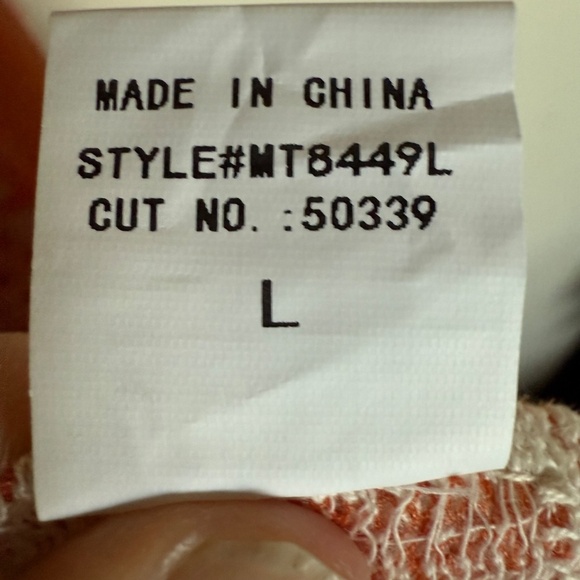 MADE IN CHINA
STYLE#MT8449L
CUT NO. :50339
L